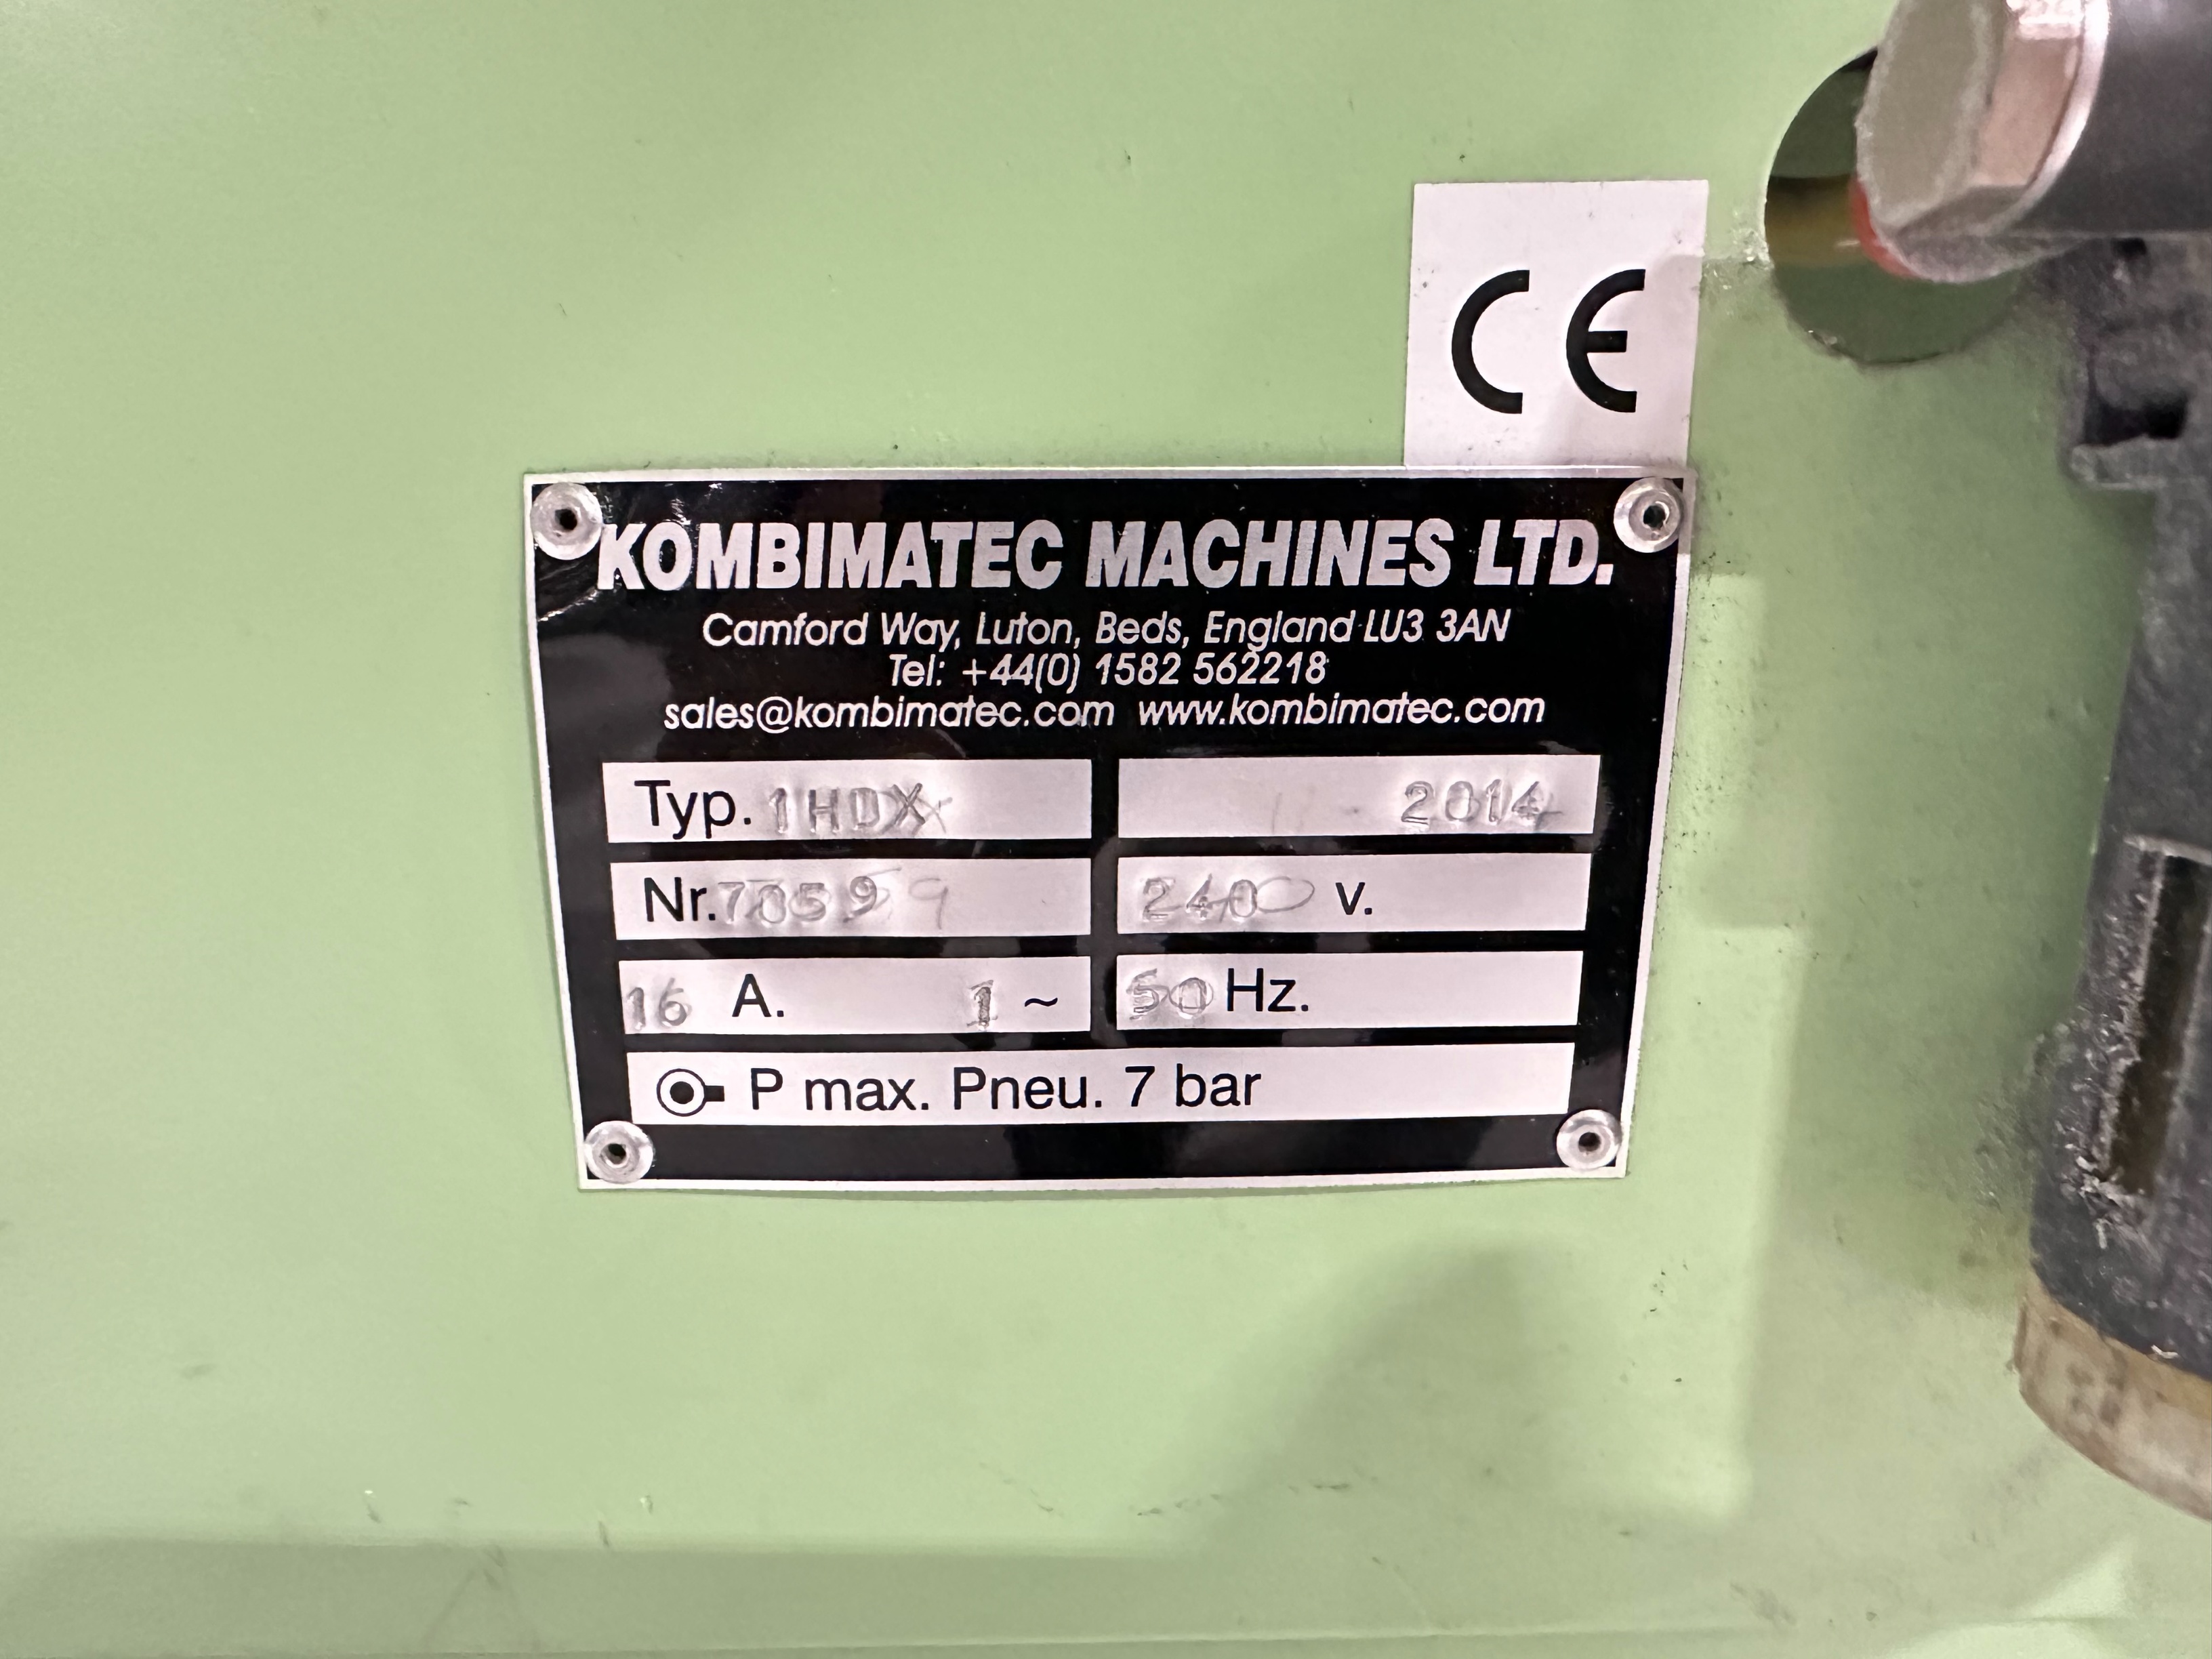 CE
KOMBIMATEC MACHINES LTD.
Camford Way, Luton, Beds, England LU3 3AN
Tel: +44(0) 1582 562218
sales@kombimatec.com www.kombimatec.com
Typ. 1HDX 2014
Nr. 70599 240 v.
16 A. 1 ~ 50 Hz.
P max. Pneu. 7 bar